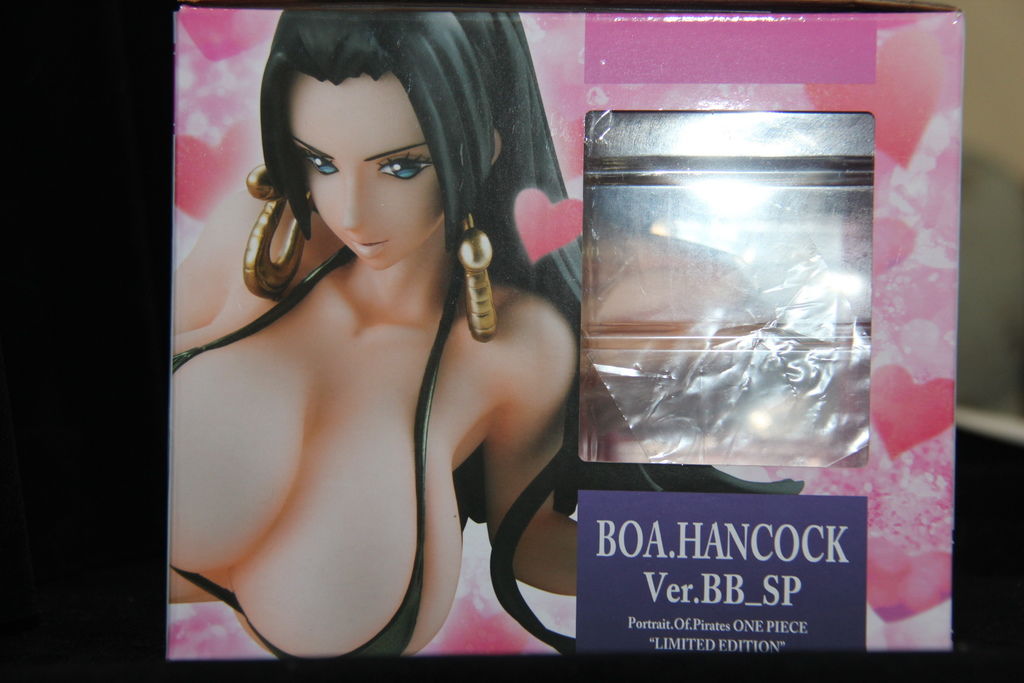 BOA.HANCOCK
Ver.BB_SP
Portrait.Of.Pirates ONE PIECE
"LIMITED EDITION"